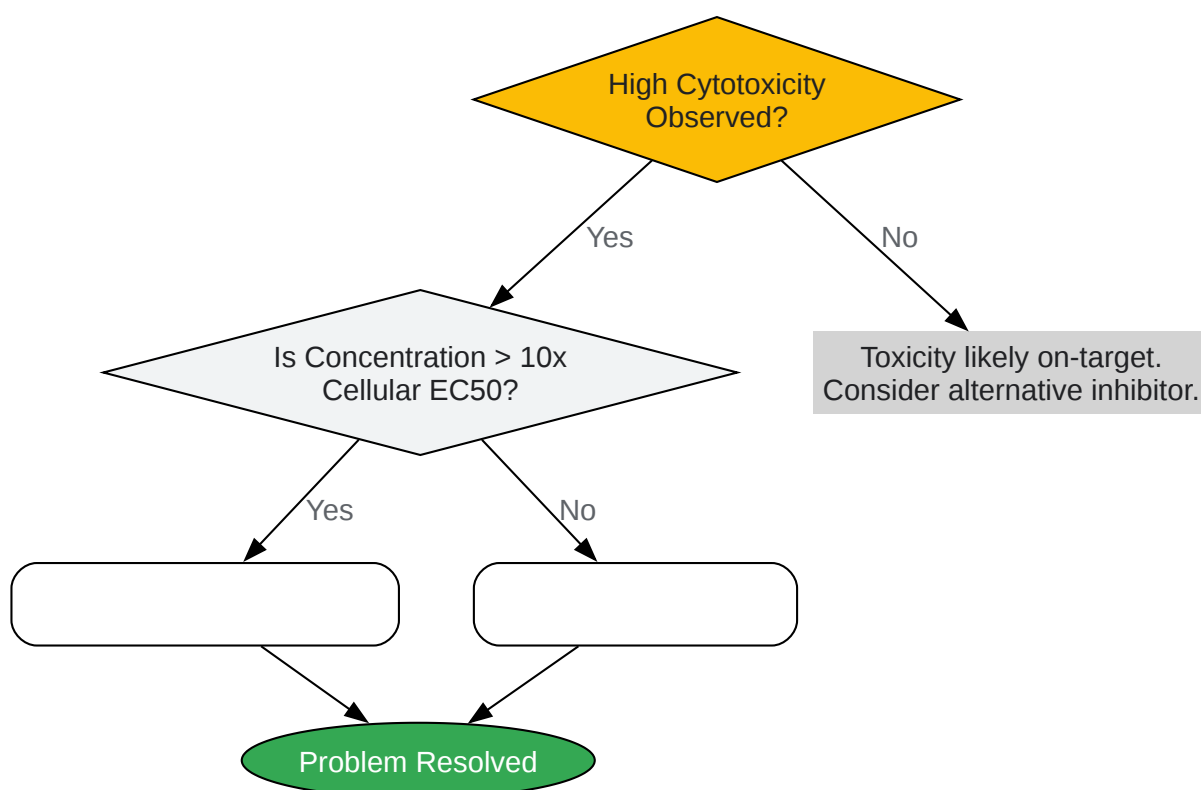 High Cytotoxicity
Observed?
Yes
No
Is Concentration > 10x
Cellular EC50?
Toxicity likely on-target.
Consider alternative inhibitor.
Yes
No
Problem Resolved